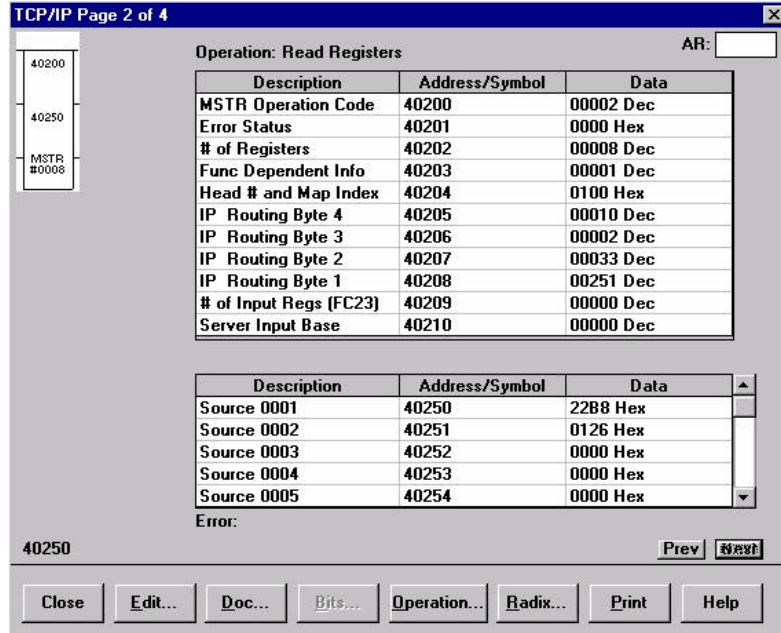 TCP/IP Page 2 of 4
40200
40250
MSTR
#0008
Operation: Read Registers
AR:
Description Address/Symbol Data
MSTR Operation Code 40200 00002 Dec
Error Status 40201 0000 Hex
# of Registers 40202 00008 Dec
Func Dependent Info 40203 00001 Dec
Head # and Map Index 40204 0100 Hex
IP Routing Byte 4 40205 00010 Dec
IP Routing Byte 3 40206 00002 Dec
IP Routing Byte 2 40207 00033 Dec
IP Routing Byte 1 40208 00251 Dec
# of Input Regs (FC23) 40209 00000 Dec
Server Input Base 40210 00000 Dec
Description Address/Symbol Data
Source 0001 40250 22B8 Hex
Source 0002 40251 0126 Hex
Source 0003 40252 0000 Hex
Source 0004 40253 0000 Hex
Source 0005 40254 0000 Hex
Error:
40250
Prev Next
Close Edit... Doc... Bits... Operation... Radix... Print Help